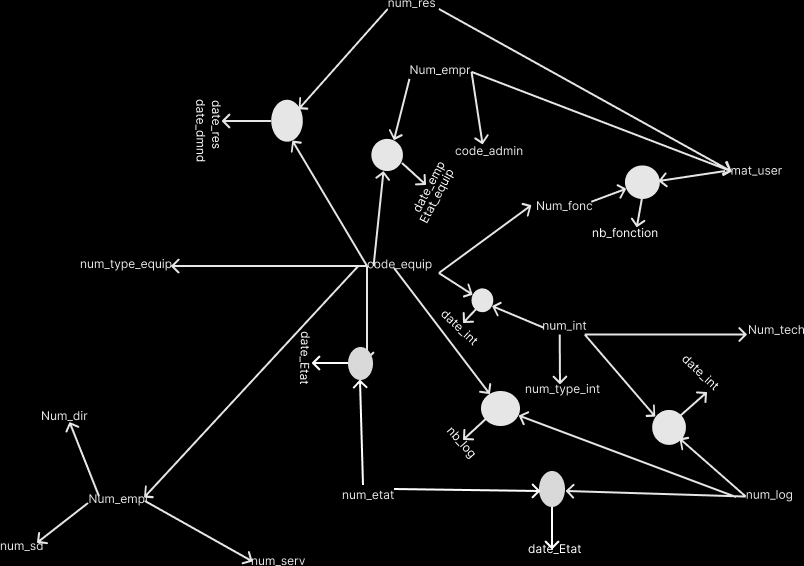 num_res
Num_empr
date_res
date_dmnd
code_admin
mat_user
date_emp
Etat_equip
Num_fonc
nb_fonction
num_type_equip
code_equip
date_int
num_int
Num_tech
date_Etat
num_type_int
date_int
Num_dir
nb_log
Num_empl
num_etat
num_log
num_sd
num_serv
date_Etat